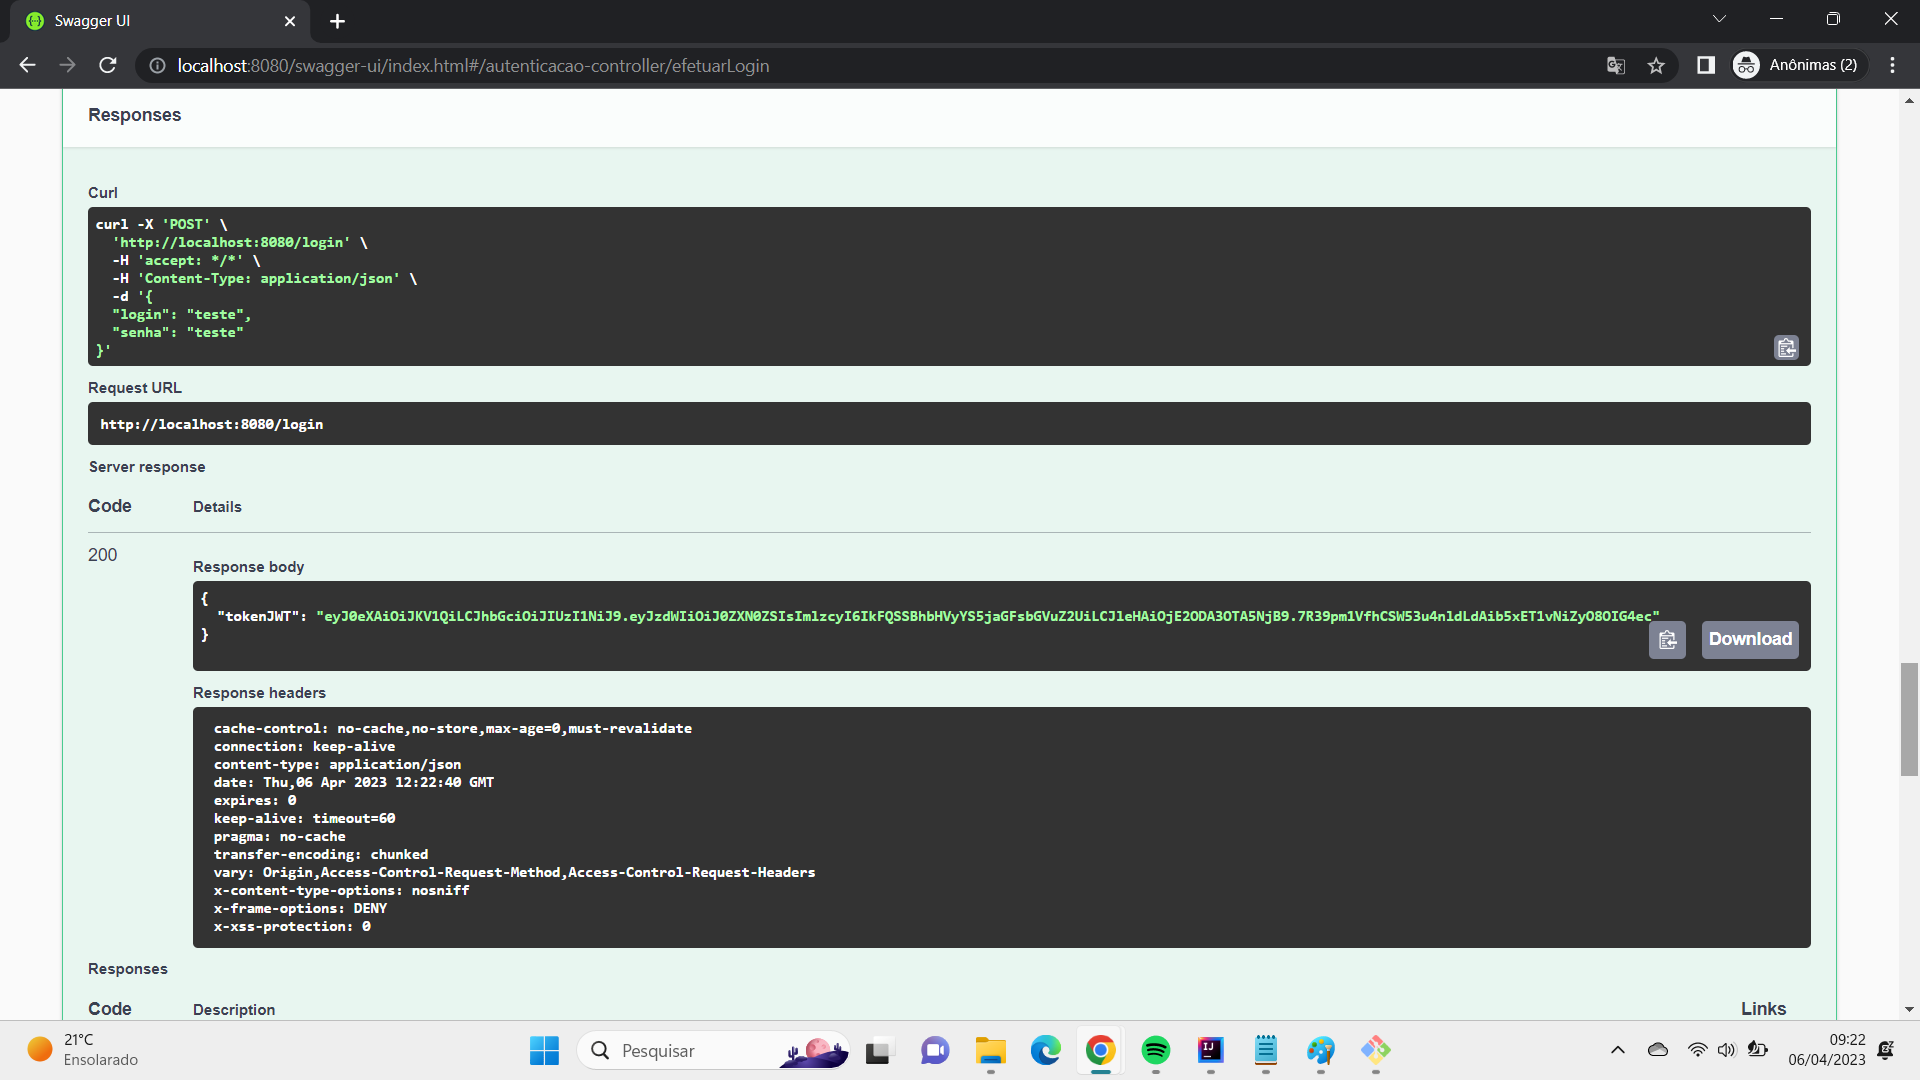 Swagger UI
localhost:8080/swagger-ui/index.html#/autenticacao-controller/efetuarLogin
Anônimas (2)
Responses
Curl
curl -X 'POST' \
'http://localhost:8080/login' \
-H 'accept: */*' \
-H 'Content-Type: application/json' \
-d '{
"login": "teste",
"senha": "teste"
}'
Request URL
http://localhost:8080/login
Server response
Code Details
200
Response body
{
"tokenJWT": "eyJ0eXAiOiJKV1QiLCJhbGciOiJIUzI1NiJ9.eyJzdWIiOiJ0ZXN0ZSIsImlzcyI6IkFQSSBhbHVyYS5jaGFsbGVuZ2UiLCJleHAiOjE2ODA3OTA5NjB9.7R39pm1VfhCSW53u4nldLdAib5xET1vNiZyO8OIG4ec"
}
Download
Response headers
cache-control: no-cache,no-store,max-age=0,must-revalidate
connection: keep-alive
content-type: application/json
date: Thu,06 Apr 2023 12:22:40 GMT
expires: 0
keep-alive: timeout=60
pragma: no-cache
transfer-encoding: chunked
vary: Origin,Access-Control-Request-Method,Access-Control-Request-Headers
x-content-type-options: nosniff
x-frame-options: DENY
x-xss-protection: 0
Responses
Code Description Links
21°C
Ensolarado
Pesquisar
09:22
06/04/2023